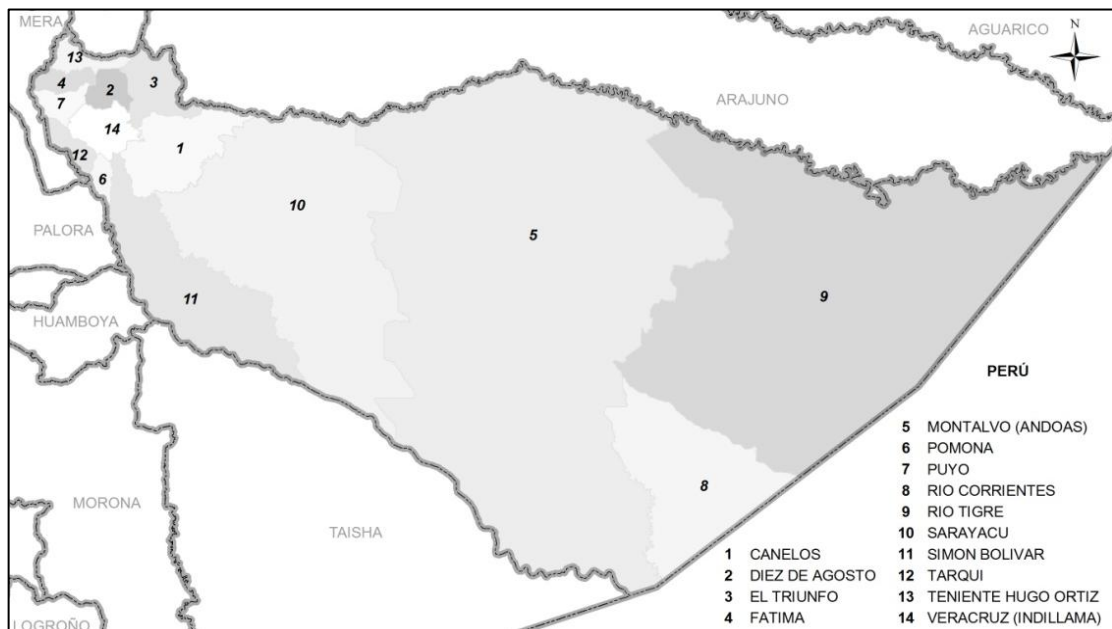 MERA
AGUARICO
N
13
4
2
3
ARAJUNO
7
14
1
12
6
10
PALORA
5
11
9
HUAMBOYA
PERÚ
8
MORONA
TAISHA
LOGROÑO
1 CANELOS
2 DIEZ DE AGOSTO
3 EL TRIUNFO
4 FATIMA
5 MONTALVO (ANDOAS)
6 POMONA
7 PUYO
8 RIO CORRIENTES
9 RIO TIGRE
10 SARAYACU
11 SIMON BOLIVAR
12 TARQUI
13 TENIENTE HUGO ORTIZ
14 VERACRUZ (INDILLAMA)